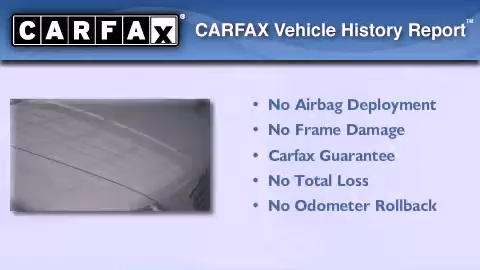 CARFAX® CARFAX Vehicle History Report™
• No Airbag Deployment
• No Frame Damage
• Carfax Guarantee
• No Total Loss
• No Odometer Rollback